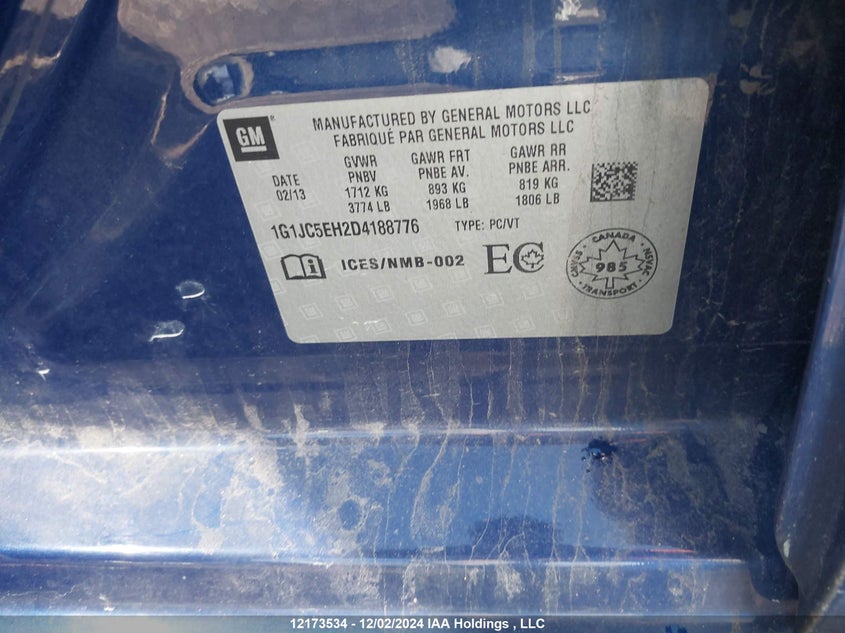 GM
MANUFACTURED BY GENERAL MOTORS LLC
FABRIQUÉ PAR GENERAL MOTORS LLC
DATE
02/13
GVWR
PNBV
1712 KG
3774 LB
GAWR FRT
PNBE AV.
893 KG
1968 LB
GAWR RR
PNBE ARR.
819 KG
1806 LB
1G1JC5EH2D4188776 TYPE: PC/VT
ICES/NMB-002
EC
CANADA
985
TRANSPORT
SVMNS
NSVAC
12173534 - 12/02/2024 IAA Holdings , LLC